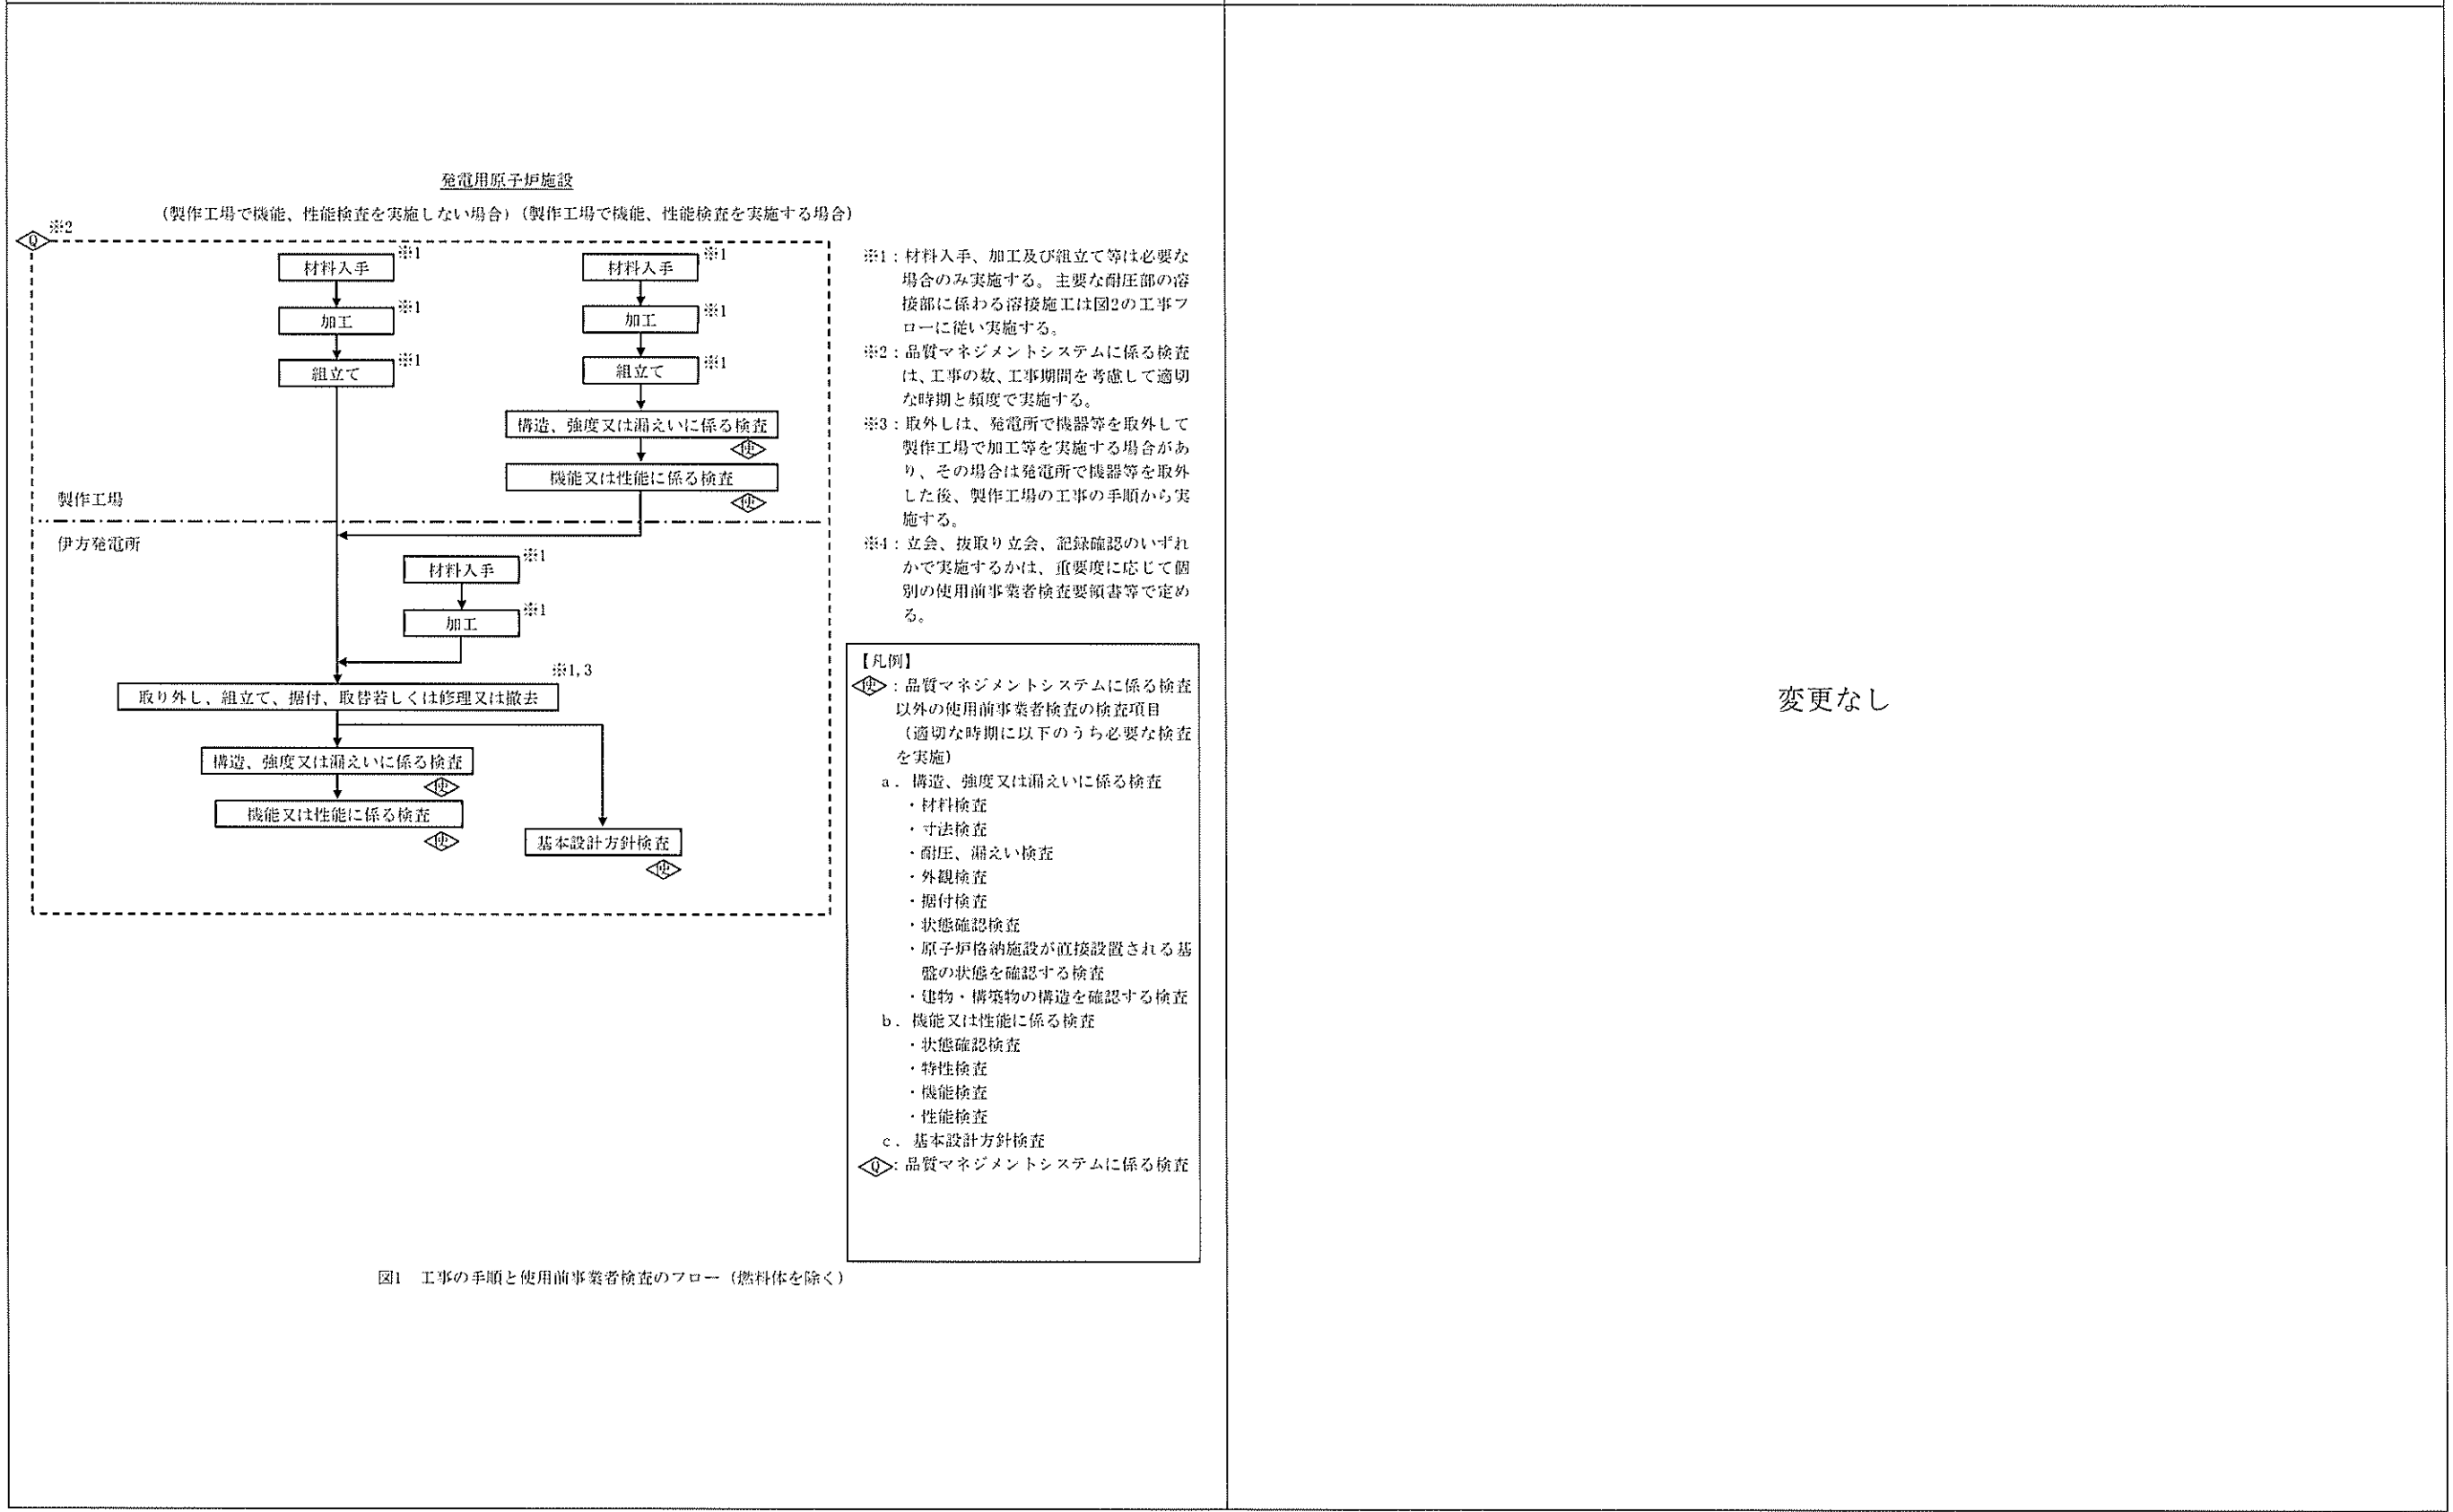 発電用原子炉施設
(製作工場で機能、性能検査を実施しない場合) (製作工場で機能、性能検査を実施する場合)
Q ※2
材料入手 ※1
加工 ※1
組立て ※1
材料入手 ※1
加工 ※1
組立て ※1
構造、強度又は漏えいに係る検査
使
機能又は性能に係る検査
使
製作工場
伊方発電所
材料入手 ※1
加工 ※1
※1,3
取り外し、組立て、据付、取替若しくは修理又は撤去
構造、強度又は漏えいに係る検査
使
機能又は性能に係る検査
使
基本設計方針検査
使
※1：材料入手、加工及び組立て等は必要な
場合のみ実施する。主要な耐圧部の溶
接部に係わる溶接施工は図2の工事フ
ローに従い実施する。
※2：品質マネジメントシステムに係る検査
は、工事の数、工事期間を考慮して適切
な時期と頻度で実施する。
※3：取外しは、発電所で機器等を取外して
製作工場で加工等を実施する場合があ
り、その場合は発電所で機器等を取外
した後、製作工場の工事の手順から実
施する。
※4：立会、抜取り立会、記録確認のいずれ
かで実施するかは、重要度に応じて個
別の使用前事業者検査要領書等で定め
る。
【凡例】
使：品質マネジメントシステムに係る検査
以外の使用前事業者検査の検査項目
（適切な時期に以下のうち必要な検査
を実施）
a．構造、強度又は漏えいに係る検査
・材料検査
・寸法検査
・耐圧、漏えい検査
・外観検査
・据付検査
・状態確認検査
・原子炉格納施設が直接設置される基
盤の状態を確認する検査
・建物・構築物の構造を確認する検査
b．機能又は性能に係る検査
・状態確認検査
・特性検査
・機能検査
・性能検査
c．基本設計方針検査
Q：品質マネジメントシステムに係る検査
図1　工事の手順と使用前事業者検査のフロー（燃料体を除く）
変更なし